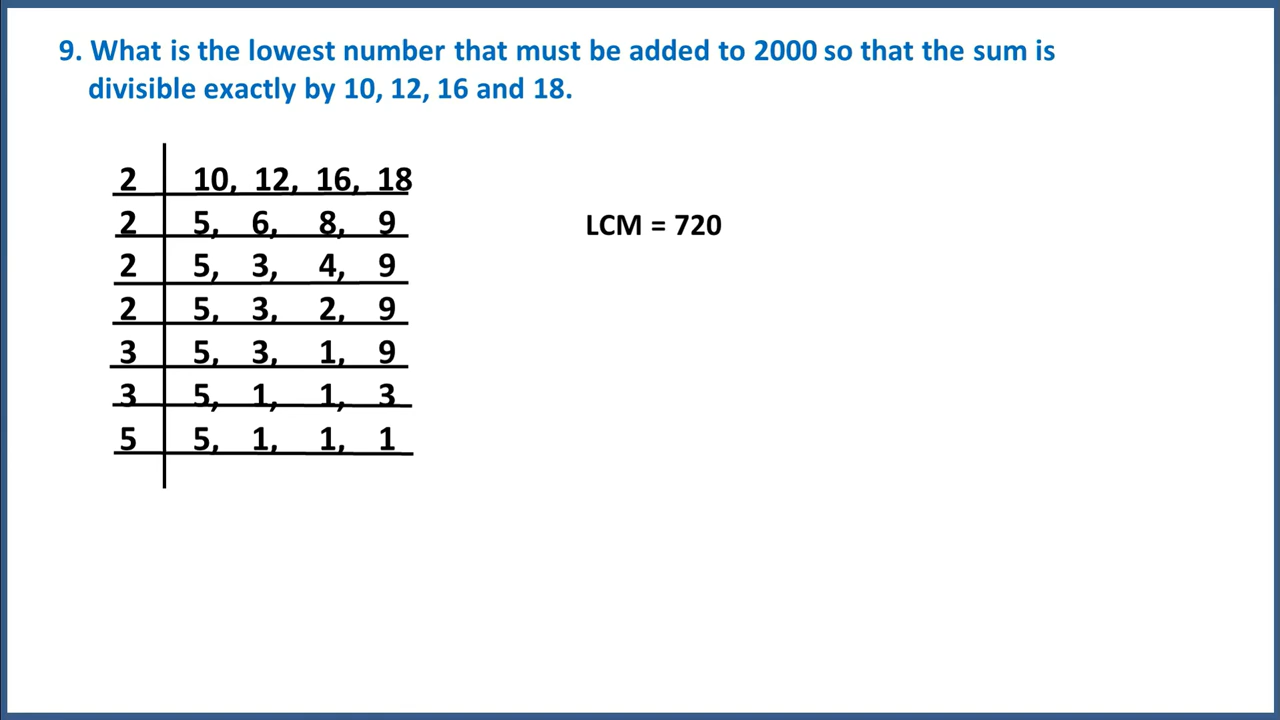 9. What is the lowest number that must be added to 2000 so that the sum is
divisible exactly by 10, 12, 16 and 18.
2 10, 12, 16, 18
2 5, 6, 8, 9
LCM = 720
2 5, 3, 4, 9
2 5, 3, 2, 9
3 5, 3, 1, 9
3 5, 1, 1, 3
5 5, 1, 1, 1